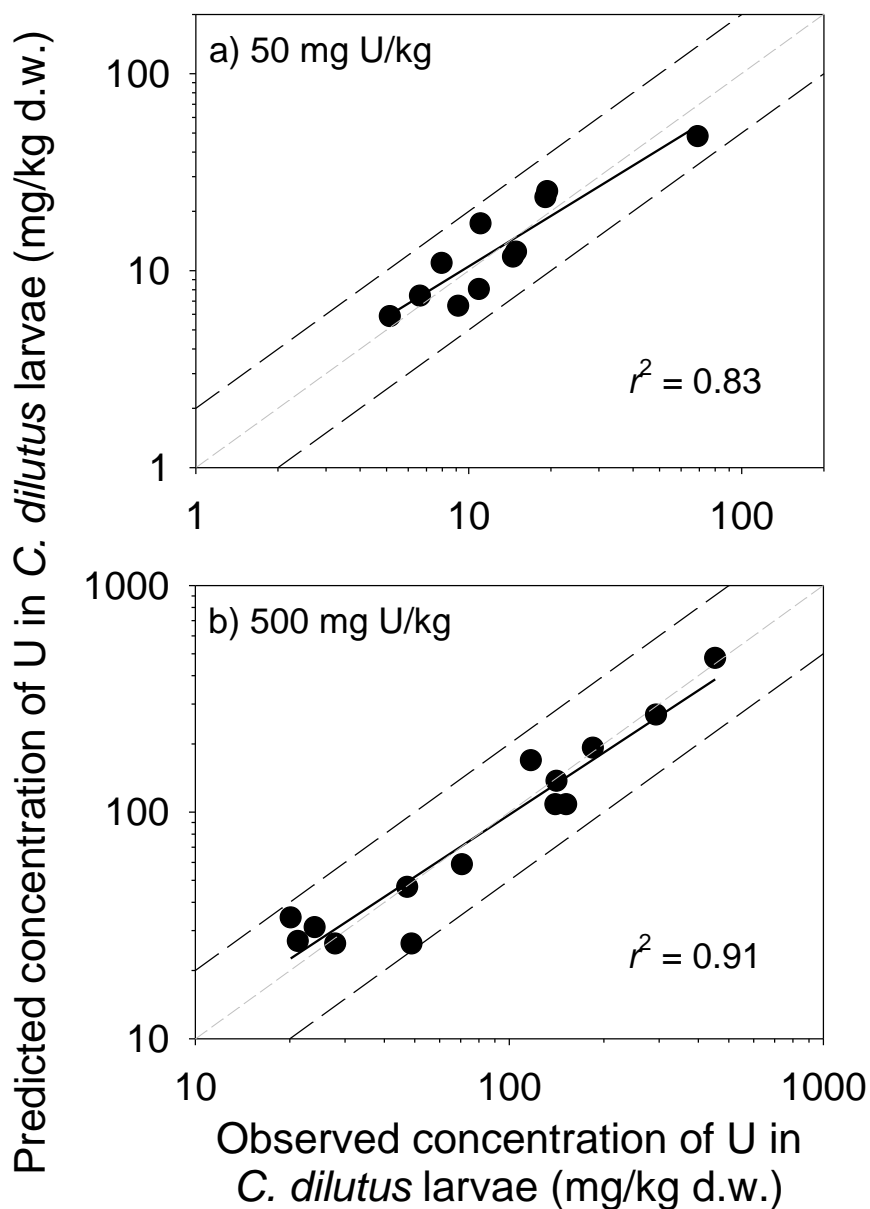 Predicted concentration of U in C. dilutus larvae (mg/kg d.w.)
a) 50 mg U/kg
100
10
1
r² = 0.83
1 10 100
b) 500 mg U/kg
1000
100
10
r² = 0.91
10 100 1000
Observed concentration of U in
C. dilutus larvae (mg/kg d.w.)